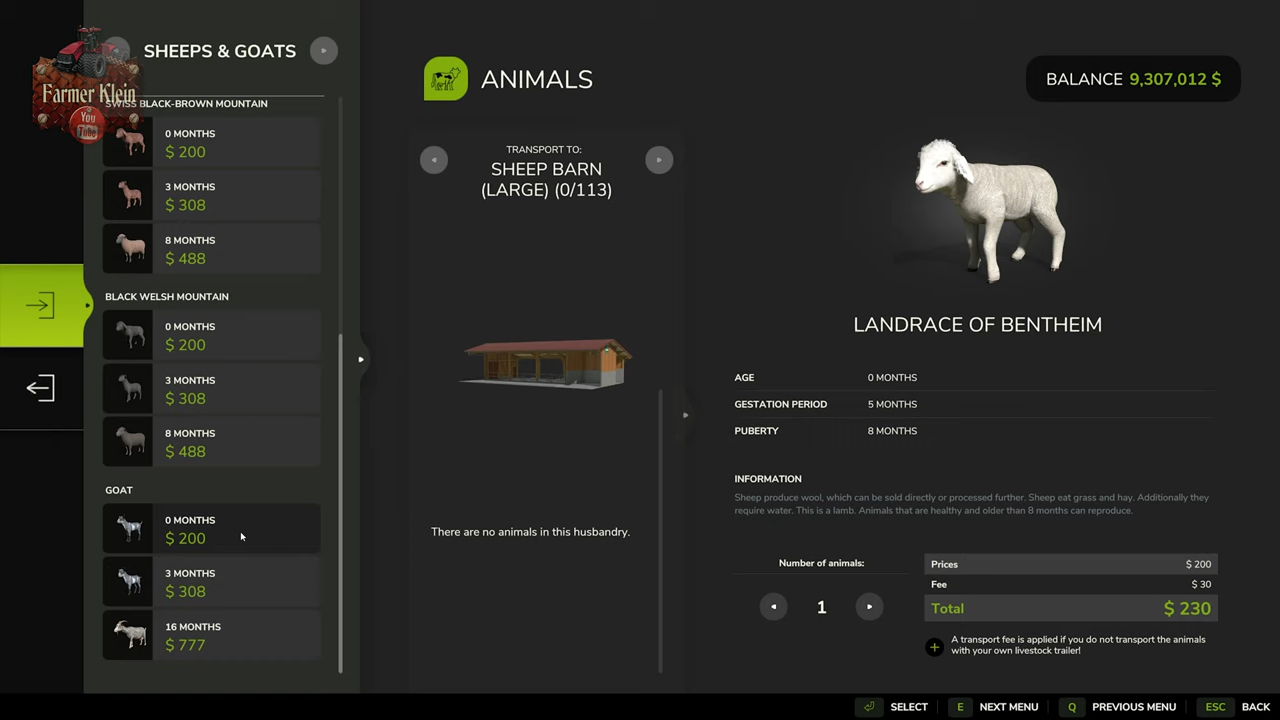 SHEEPS & GOATS
Farmer Klein
You
Tube
SWISS BLACK-BROWN MOUNTAIN
0 MONTHS
$ 200
3 MONTHS
$ 308
8 MONTHS
$ 488
BLACK WELSH MOUNTAIN
0 MONTHS
$ 200
3 MONTHS
$ 308
8 MONTHS
$ 488
GOAT
0 MONTHS
$ 200
3 MONTHS
$ 308
16 MONTHS
$ 777
ANIMALS
BALANCE 9,307,012 $
TRANSPORT TO:
SHEEP BARN
(LARGE) (0/113)
There are no animals in this husbandry.
LANDRACE OF BENTHEIM
AGE 0 MONTHS
GESTATION PERIOD 5 MONTHS
PUBERTY 8 MONTHS
INFORMATION
Sheep produce wool, which can be sold directly or processed further. Sheep eat grass and hay. Additionally they
require water. This is a lamb. Animals that are healthy and older than 8 months can reproduce.
Number of animals:
1
Prices $ 200
Fee $ 30
Total $ 230
A transport fee is applied if you do not transport the animals
with your own livestock trailer!
SELECT E NEXT MENU Q PREVIOUS MENU ESC BACK